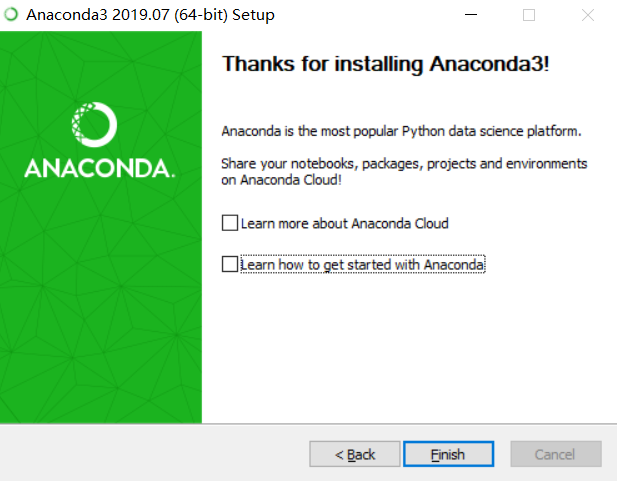 Anaconda3 2019.07 (64-bit) Setup
Thanks for installing Anaconda3!
Anaconda is the most popular Python data science platform.
Share your notebooks, packages, projects and environments
on Anaconda Cloud!
ANACONDA.
Learn more about Anaconda Cloud
Learn how to get started with Anaconda
< Back
Finish
Cancel